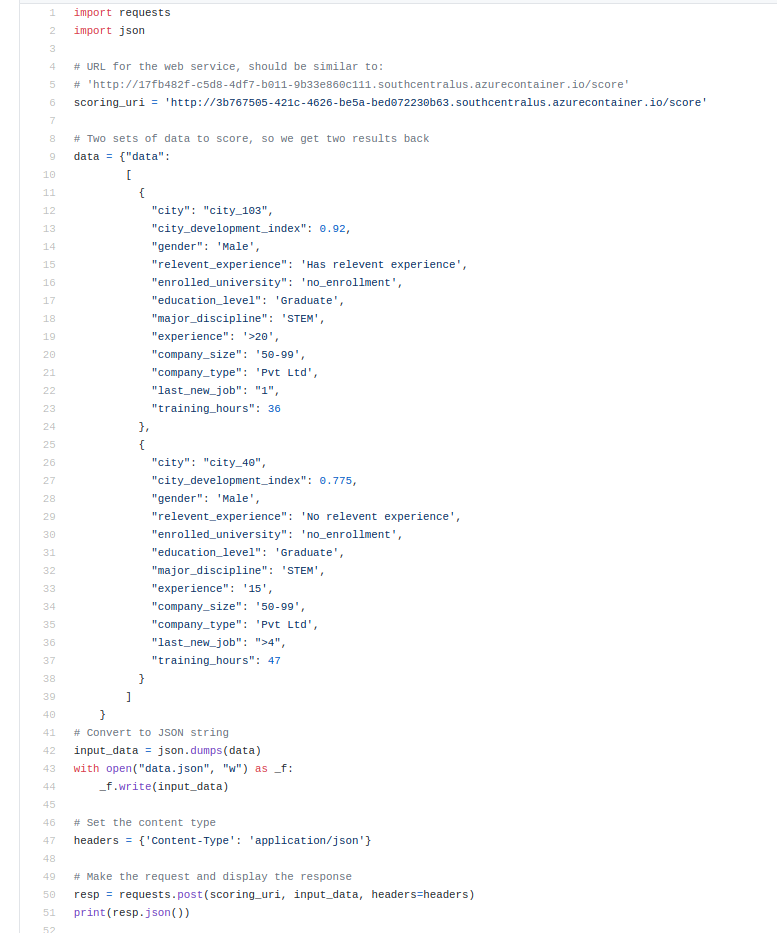 1 import requests
2 import json
3
4 # URL for the web service, should be similar to:
5 # 'http://17fb482f-c5d8-4df7-b011-9b33e860c111.southcentralus.azurecontainer.io/score'
6 scoring_uri = 'http://3b767505-421c-4626-be5a-bed072230b63.southcentralus.azurecontainer.io/score'
7
8 # Two sets of data to score, so we get two results back
9 data = {"data":
10         [
11           {
12             "city": "city_103",
13             "city_development_index": 0.92,
14             "gender": 'Male',
15             "relevent_experience": 'Has relevent experience',
16             "enrolled_university": 'no_enrollment',
17             "education_level": 'Graduate',
18             "major_discipline": 'STEM',
19             "experience": '>20',
20             "company_size": '50-99',
21             "company_type": 'Pvt Ltd',
22             "last_new_job": "1",
23             "training_hours": 36
24           },
25           {
26             "city": "city_40",
27             "city_development_index": 0.775,
28             "gender": 'Male',
29             "relevent_experience": 'No relevent experience',
30             "enrolled_university": 'no_enrollment',
31             "education_level": 'Graduate',
32             "major_discipline": 'STEM',
33             "experience": '15',
34             "company_size": '50-99',
35             "company_type": 'Pvt Ltd',
36             "last_new_job": ">4",
37             "training_hours": 47
38           }
39         ]
40     }
41 # Convert to JSON string
42 input_data = json.dumps(data)
43 with open("data.json", "w") as _f:
44     _f.write(input_data)
45
46 # Set the content type
47 headers = {'Content-Type': 'application/json'}
48
49 # Make the request and display the response
50 resp = requests.post(scoring_uri, input_data, headers=headers)
51 print(resp.json())
52